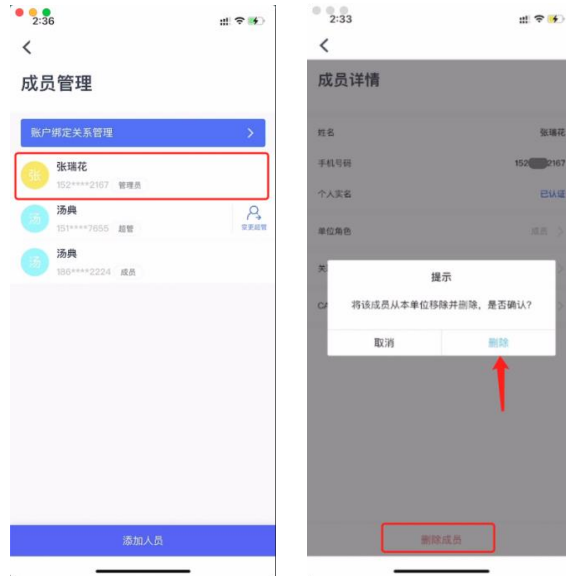 2:36
成员管理
账户绑定关系管理
张
张瑞花
152****2167 管理员
汤
汤典
151****7655 超管
变更超管
汤
汤典
186****2224 成员
添加人员
2:33
成员详情
姓名 张瑞花
手机号码 152 2167
个人实名 已认证
单位角色 成员
关
CA
提示
将该成员从本单位移除并删除，是否确认？
取消 删除
删除成员